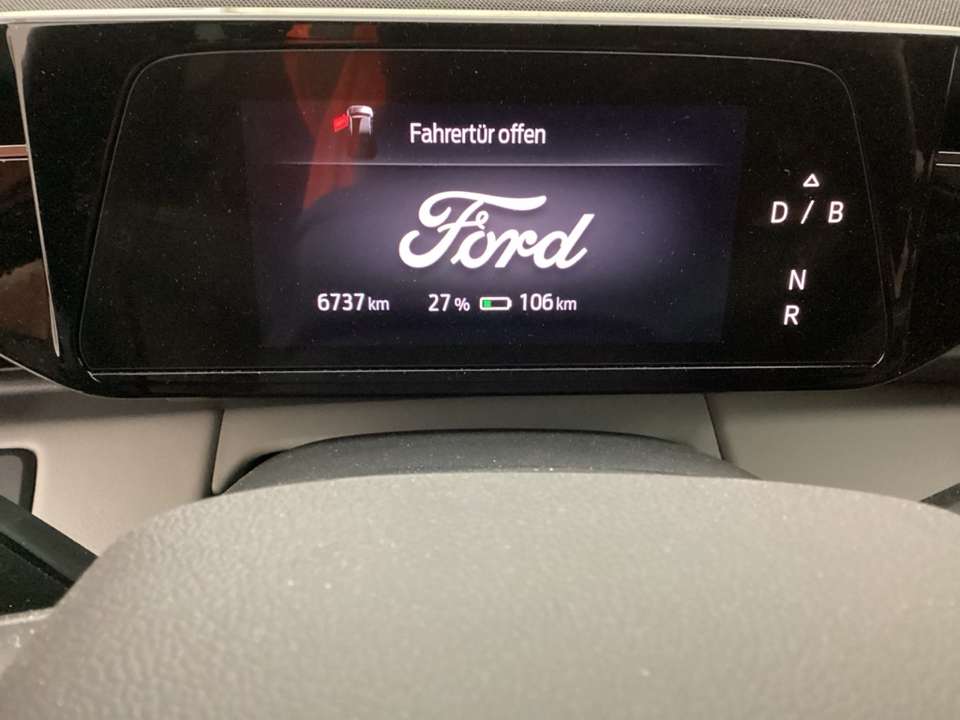 Fahrertür offen
Ford
6737 km 27 % 106 km
D / B
N
R